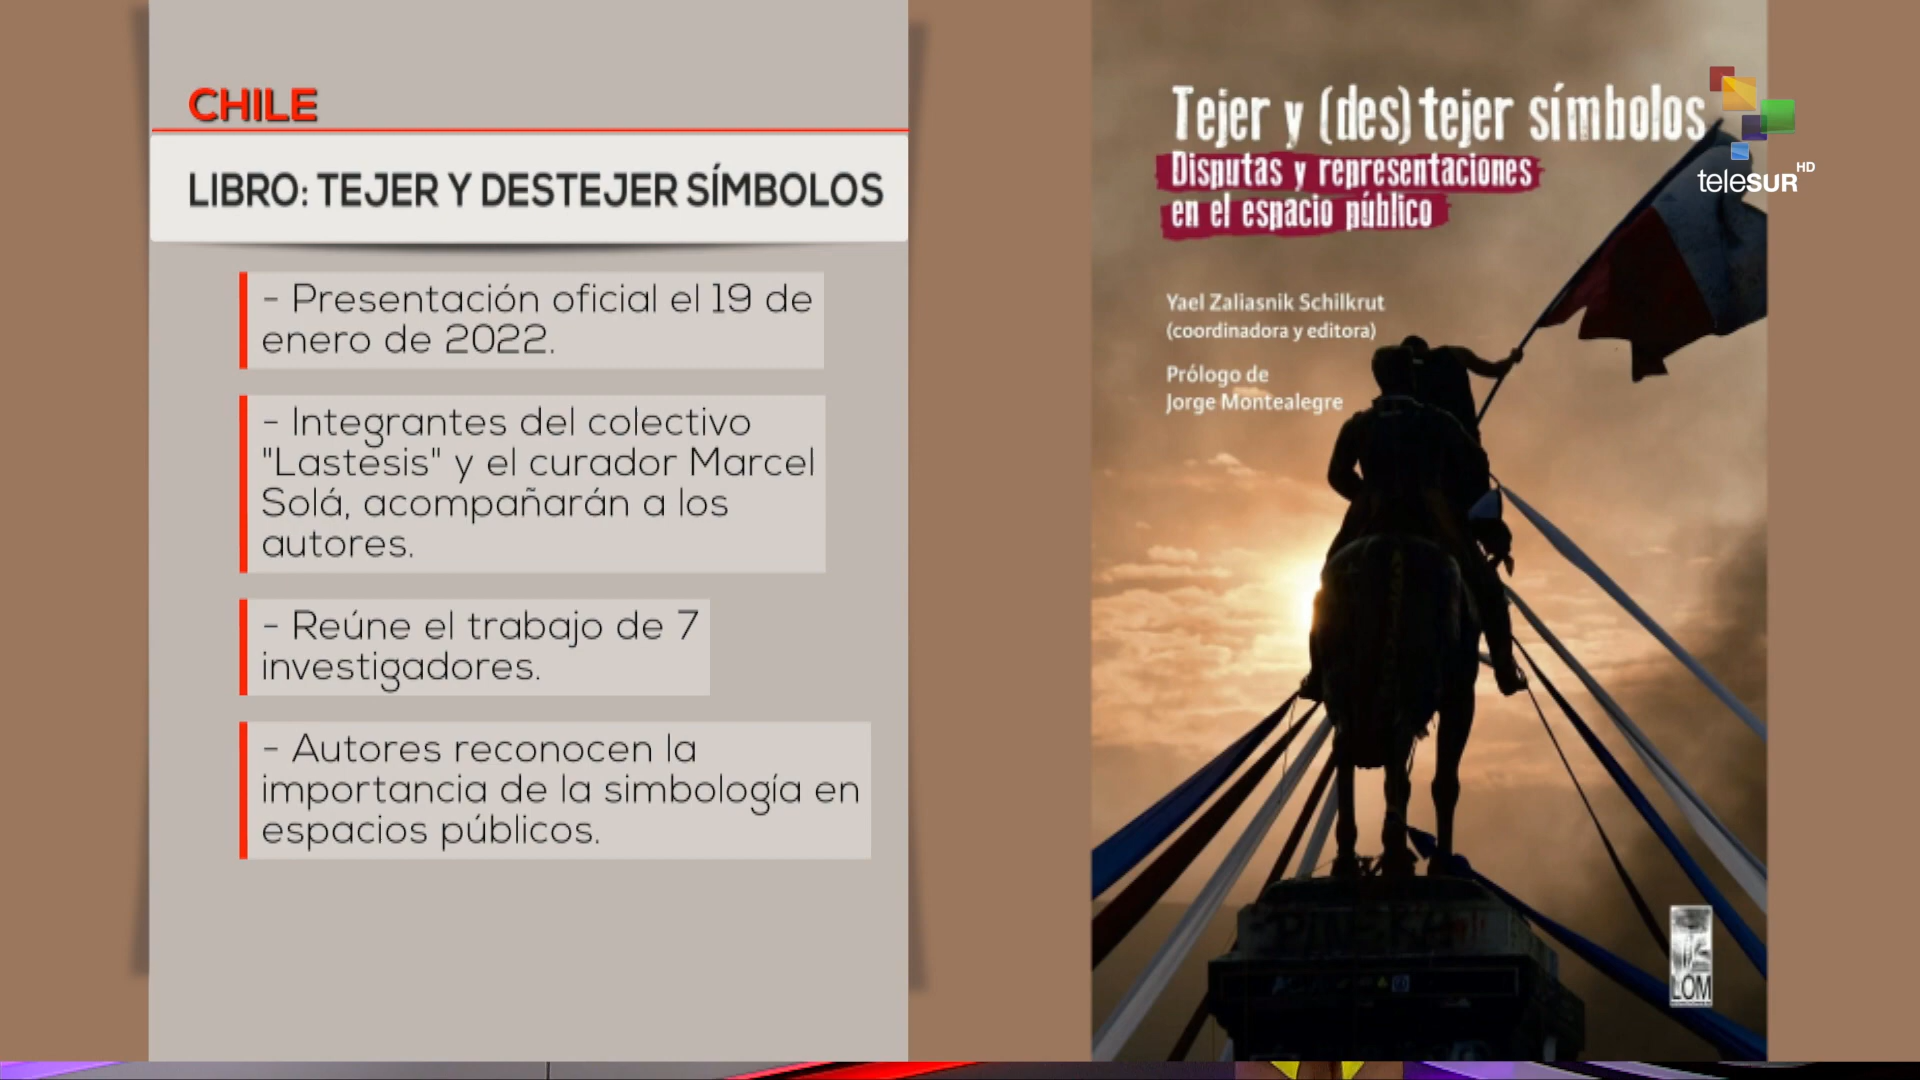 CHILE
LIBRO: TEJER Y DESTEJER SÍMBOLOS
- Presentación oficial el 19 de
enero de 2022.
- Integrantes del colectivo
"Lastesis" y el curador Marcel
Solá, acompañarán a los
autores.
- Reúne el trabajo de 7
investigadores.
- Autores reconocen la
importancia de la simbología en
espacios públicos.
Tejer y (des)tejer símbolos
Disputas y representaciones
en el espacio público
Yael Zaliasnik Schilkrut
(coordinadora y editora)
Prólogo de
Jorge Montealegre
teleSUR HD
LOM